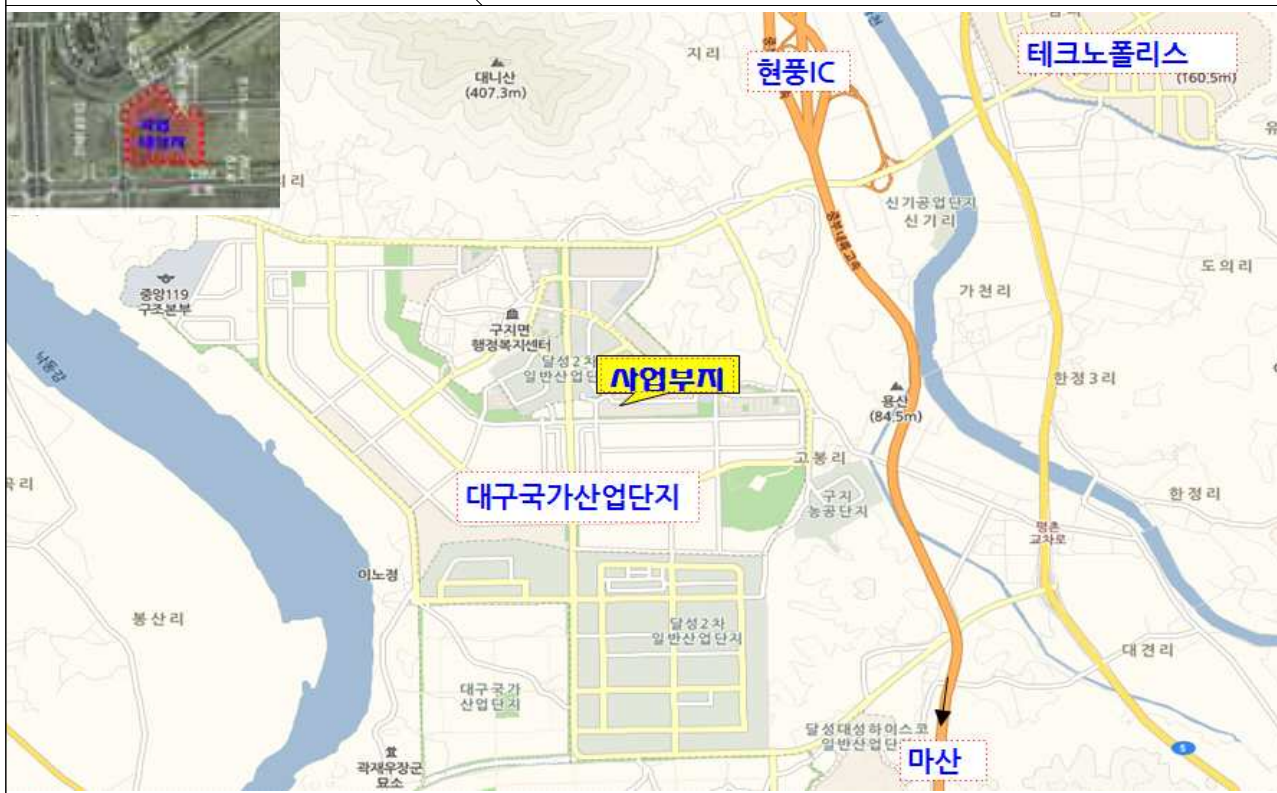 지리
현풍IC
테크노폴리스
(160.5m)
대니산
(407.3m)
신기공업단지
신기리
중부내륙고속
도의리
중앙119
구조본부
가천리
구지면
행정복지센터
달성2차
일반산업단
사업부지
낙동강
한정3리
용산
(84.5m)
고봉리
대구국가산업단지
구지
농공단지
한정리
평촌
교차로
이노정
봉산리
달성2차
일반산업단지
대견리
대구국가
산업단지
달성대성하이스코
일반산업단
마산
5
곽재우장군
묘소